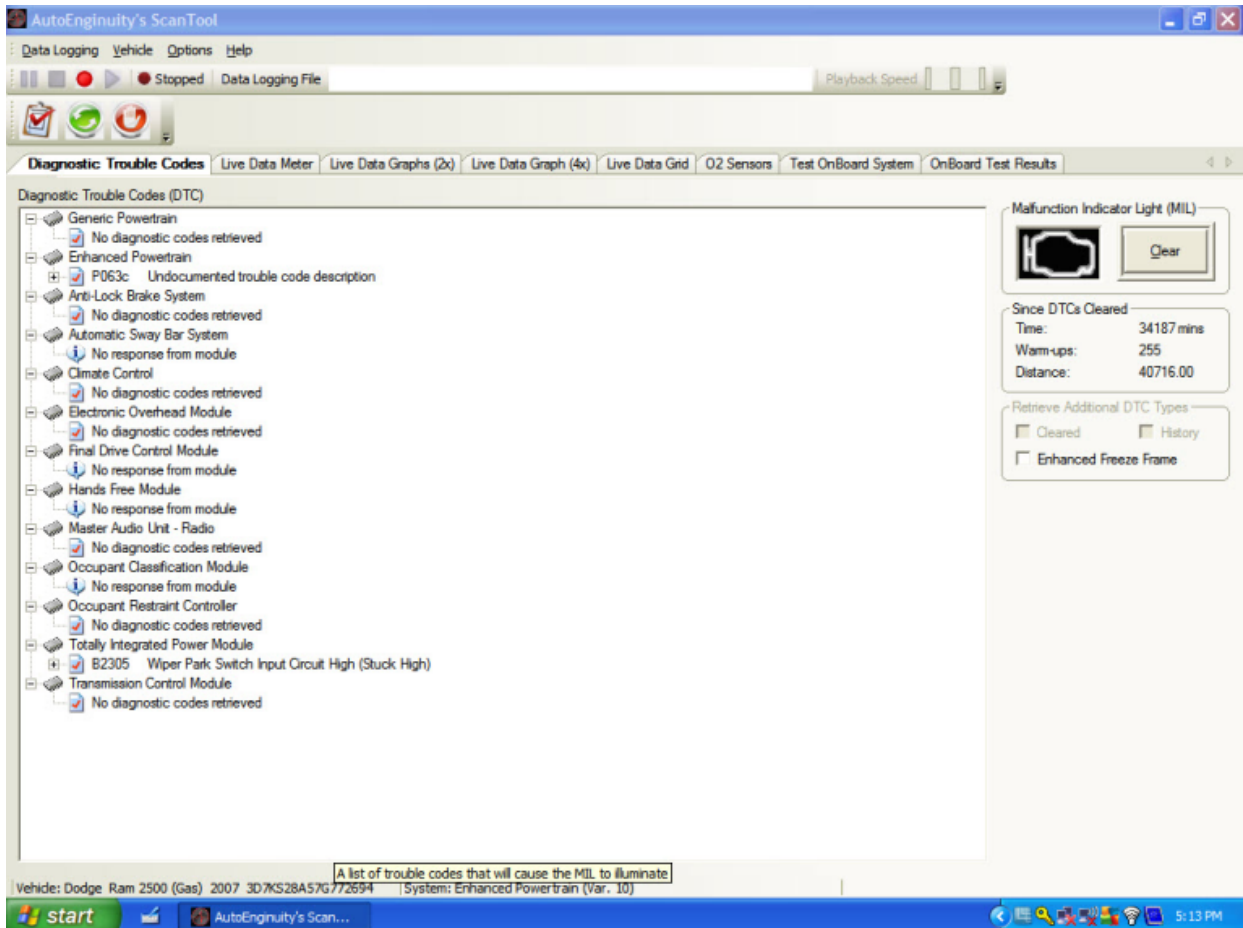 AutoEnginuity's ScanTool
Data Logging Vehicle Options Help
Stopped Data Logging File Playback Speed
Diagnostic Trouble Codes Live Data Meter Live Data Graphs (2x) Live Data Graph (4x) Live Data Grid O2 Sensors Test OnBoard System OnBoard Test Results
Diagnostic Trouble Codes (DTC)
Generic Powertrain
No diagnostic codes retrieved
Enhanced Powertrain
P063c Undocumented trouble code description
Anti-Lock Brake System
No diagnostic codes retrieved
Automatic Sway Bar System
No response from module
Climate Control
No diagnostic codes retrieved
Electronic Overhead Module
No diagnostic codes retrieved
Final Drive Control Module
No response from module
Hands Free Module
No response from module
Master Audio Unit - Radio
No diagnostic codes retrieved
Occupant Classification Module
No response from module
Occupant Restraint Controller
No diagnostic codes retrieved
Totally Integrated Power Module
B2305 Wiper Park Switch Input Circuit High (Stuck High)
Transmission Control Module
No diagnostic codes retrieved
Malfunction Indicator Light (MIL)
Clear
Since DTCs Cleared
Time: 34187 mins
Warm-ups: 255
Distance: 40716.00
Retrieve Additional DTC Types
Cleared History
Enhanced Freeze Frame
A list of trouble codes that will cause the MIL to illuminate
Vehicle: Dodge Ram 2500 (Gas) 2007 3D7KS28A57G772694 System: Enhanced Powertrain (Var. 10)
start AutoEnginuity's Scan... 5:13 PM